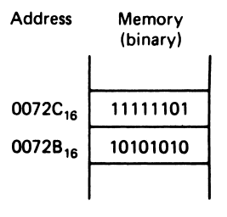 Address Memory
(binary)
0072C₁₆ 11111101
0072B₁₆ 10101010